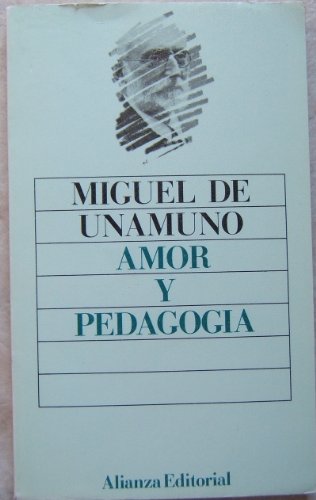 MIGUEL DE
UNAMUNO
AMOR
Y
PEDAGOGIA
Alianza Editorial